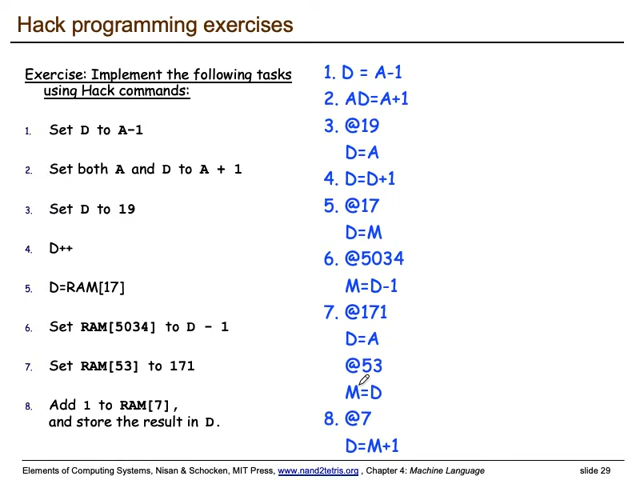 Hack programming exercises
Exercise: Implement the following tasks
using Hack commands:
1. Set D to A-1
2. Set both A and D to A + 1
3. Set D to 19
4. D++
5. D=RAM[17]
6. Set RAM[5034] to D - 1
7. Set RAM[53] to 171
8. Add 1 to RAM[7],
and store the result in D.
1. D = A-1
2. AD=A+1
3. @19
D=A
4. D=D+1
5. @17
D=M
6. @5034
M=D-1
7. @171
D=A
@53
M=D
8. @7
D=M+1
Elements of Computing Systems, Nisan & Schocken, MIT Press, www.nand2tetris.org , Chapter 4: Machine Language slide 29